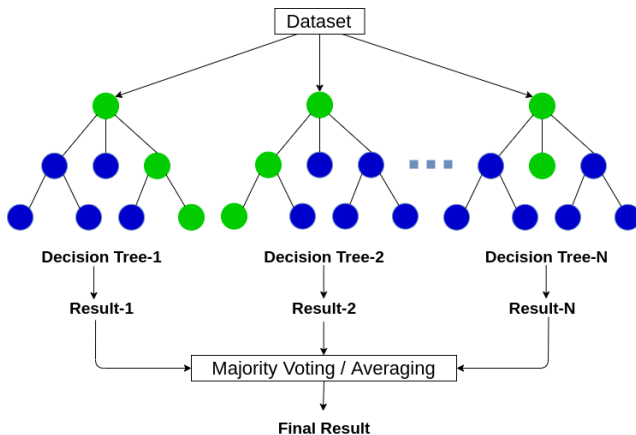 Dataset
Decision Tree-1
Decision Tree-2
Decision Tree-N
Result-1
Result-2
Result-N
Majority Voting / Averaging
Final Result